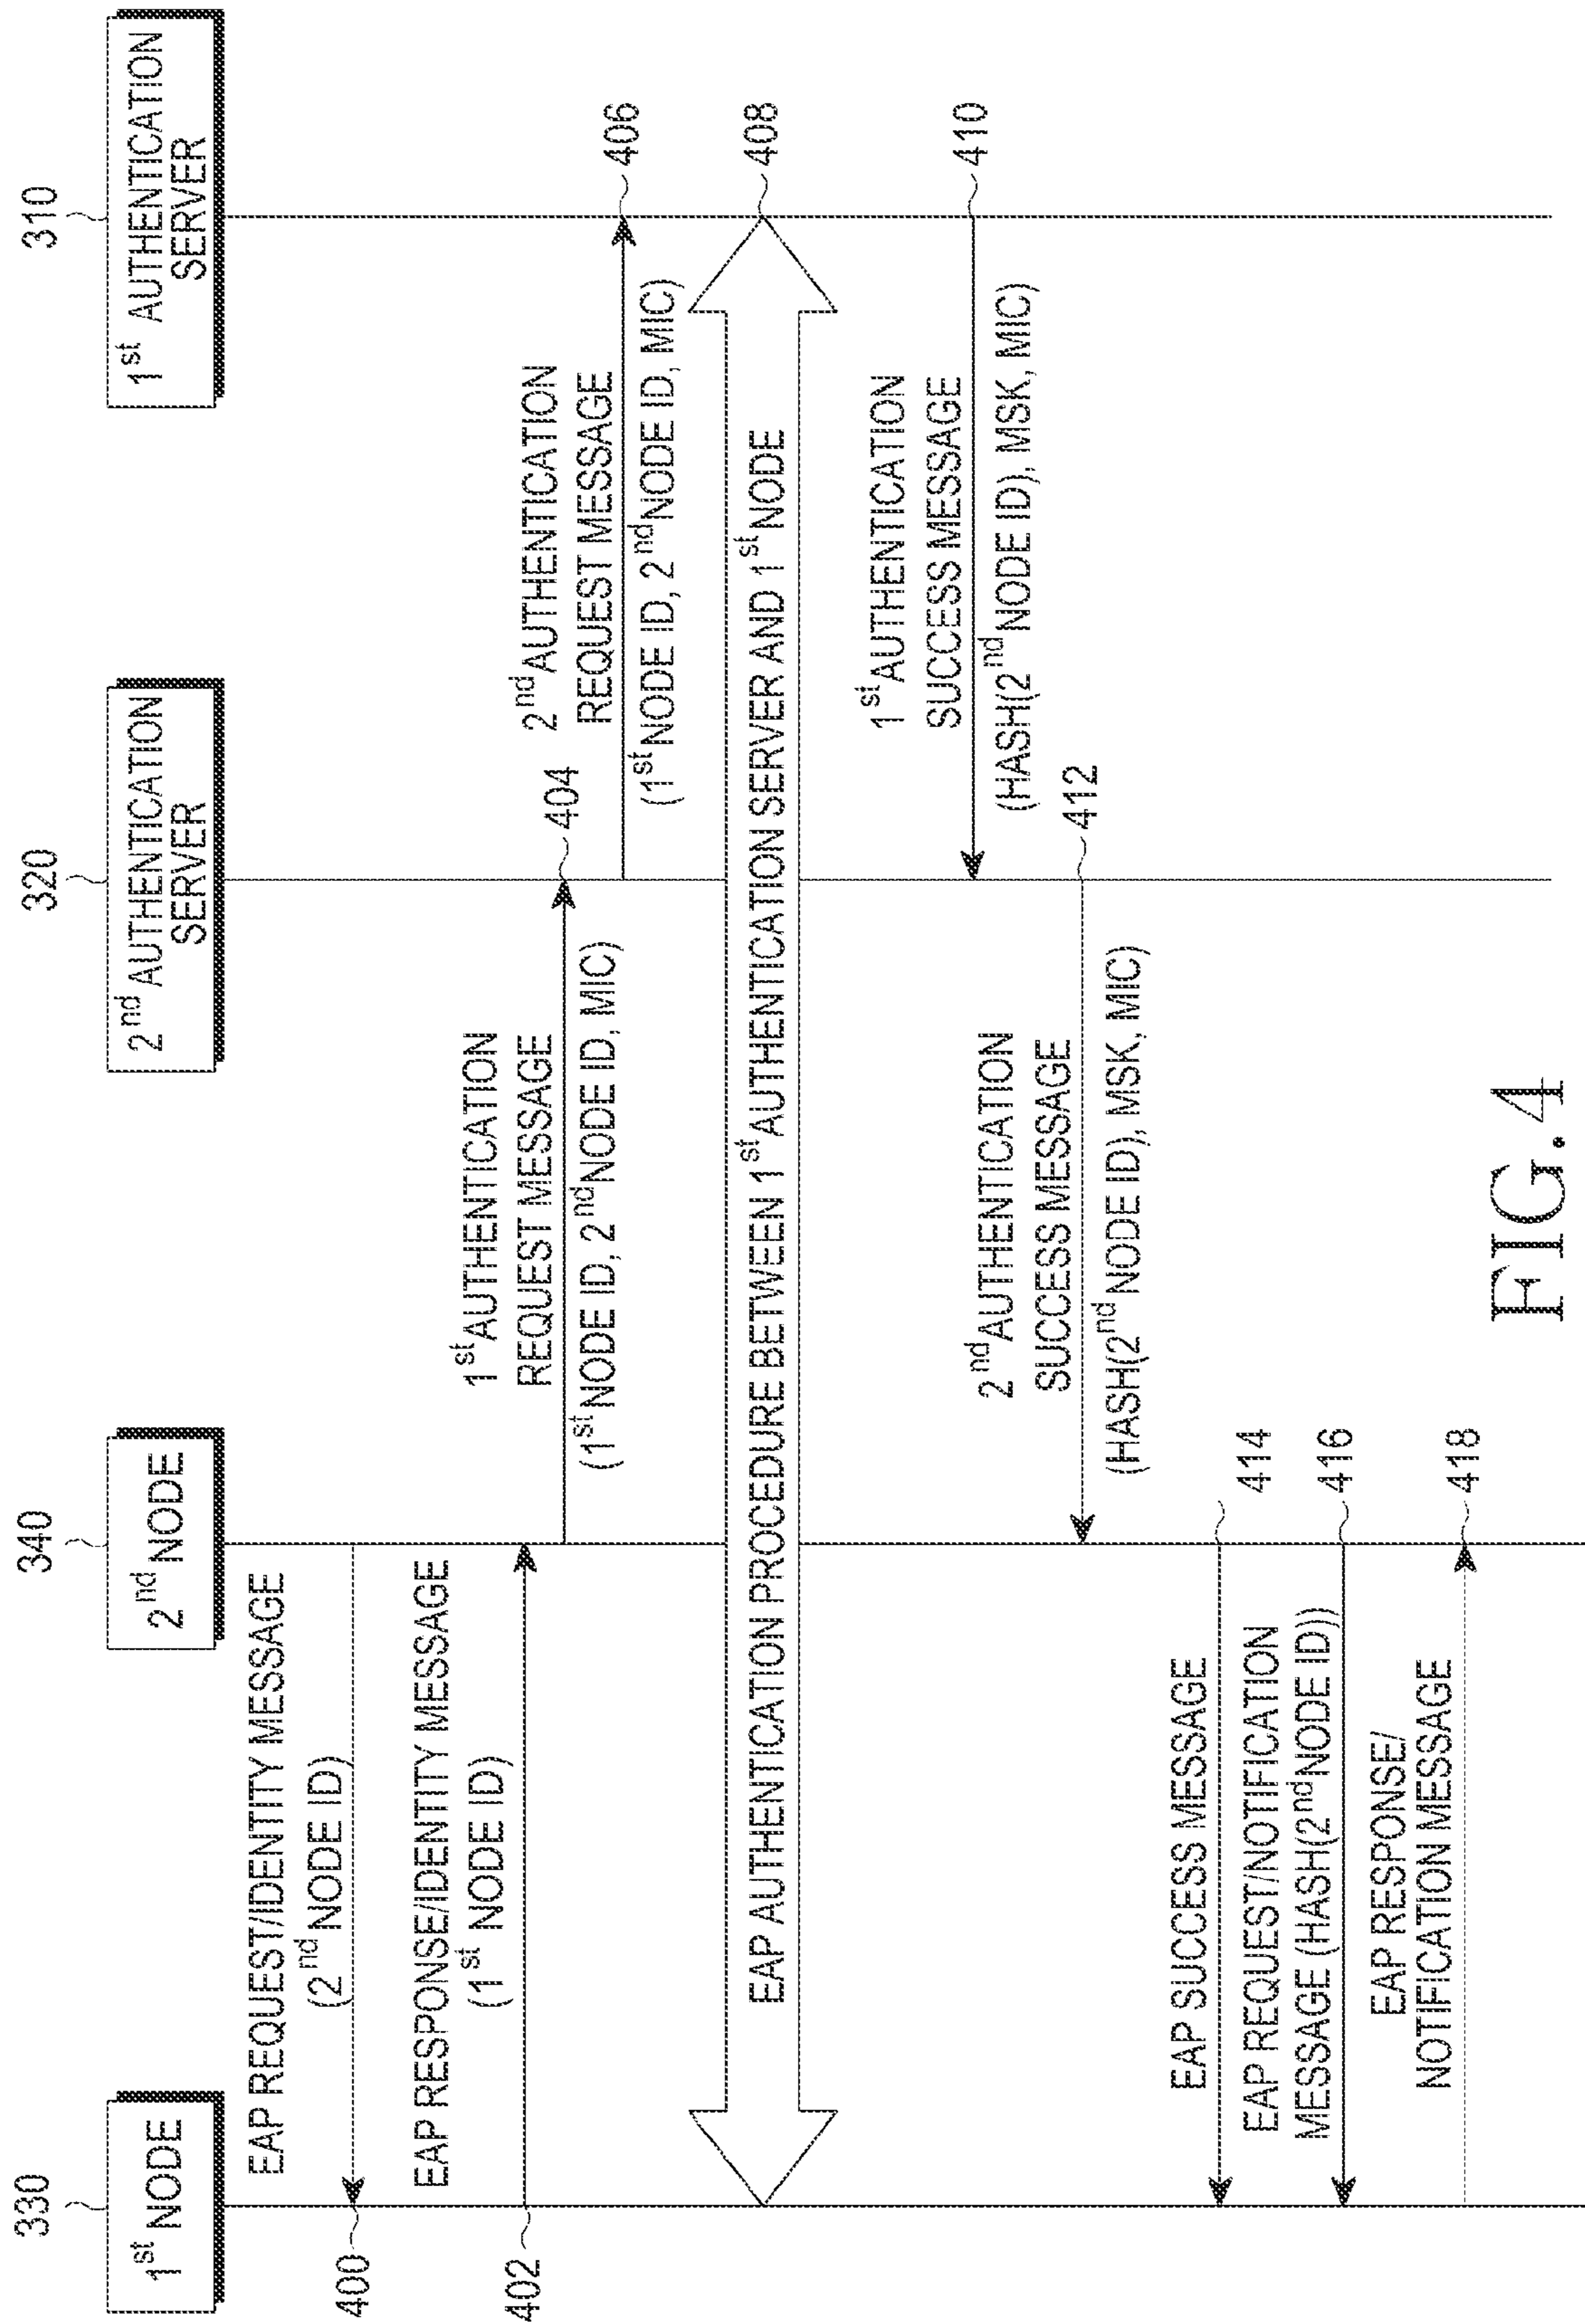 330
340
320
310
1st NODE
2nd NODE
2nd AUTHENTICATION
SERVER
1st AUTHENTICATION
SERVER
EAP REQUEST/IDENTITY MESSAGE
(2nd NODE ID)
400
EAP RESPONSE/IDENTITY MESSAGE
(1st NODE ID)
402
1st AUTHENTICATION
REQUEST MESSAGE
404
(1st NODE ID, 2nd NODE ID, MIC)
2nd AUTHENTICATION
REQUEST MESSAGE
406
(1st NODE ID, 2nd NODE ID, MIC)
EAP AUTHENTICATION PROCEDURE BETWEEN 1st AUTHENTICATION SERVER AND 1st NODE
408
1st AUTHENTICATION
SUCCESS MESSAGE
410
(HASH(2nd NODE ID), MSK, MIC)
2nd AUTHENTICATION
SUCCESS MESSAGE
412
(HASH(2nd NODE ID), MSK, MIC)
EAP SUCCESS MESSAGE
414
EAP REQUEST/NOTIFICATION
MESSAGE (HASH(2nd NODE ID))
416
EAP RESPONSE/
NOTIFICATION MESSAGE
418
FIG.4